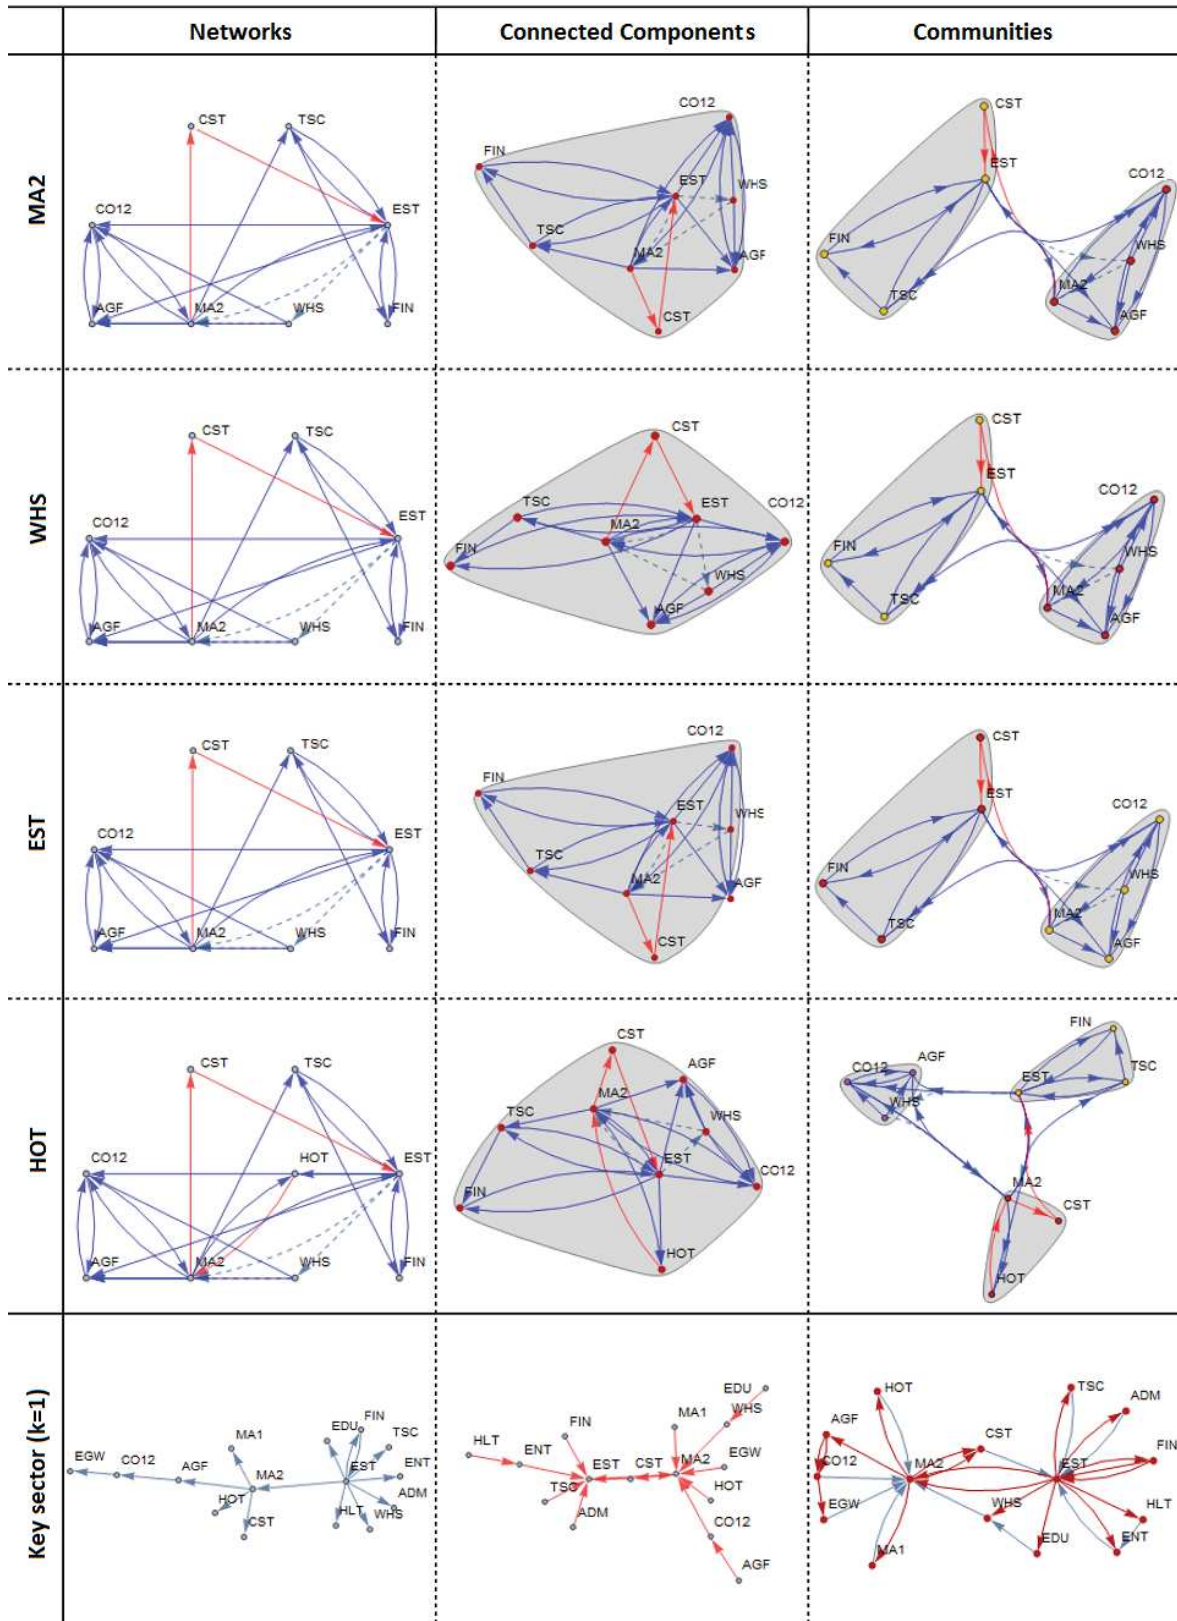 Networks Connected Components Communities
MA2
CST TSC CO12 EST AGF MA2 WHS FIN
CO12 FIN EST WHS TSC MA2 AGF CST
CST EST CO12 FIN WHS TSC MA2 AGF
WHS
CST TSC CO12 EST AGF MA2 WHS FIN
CST TSC EST CO12 MA2 FIN WHS AGF
CST EST CO12 FIN WHS TSC MA2 AGF
EST
CST TSC CO12 EST AGF MA2 WHS FIN
CO12 FIN EST WHS TSC MA2 AGF CST
CST EST CO12 FIN WHS TSC MA2 AGF
HOT
CST TSC CO12 HOT EST AGF MA2 WHS FIN
CST AGF MA2 TSC WHS EST CO12 FIN HOT
FIN AGF CO12 EST TSC WHS MA2 CST HOT
Key sector (k=1)
FIN EDU TSC MA1 EGW CO12 AGF MA2 EST ENT HOT ADM CST HLT WHS
EDU FIN MA1 WHS HLT ENT EST CST MA2 EGW TSC HOT ADM CO12 AGF
HOT TSC ADM AGF CST FIN CO12 MA2 EST EGW WHS HLT MA1 EDU ENT